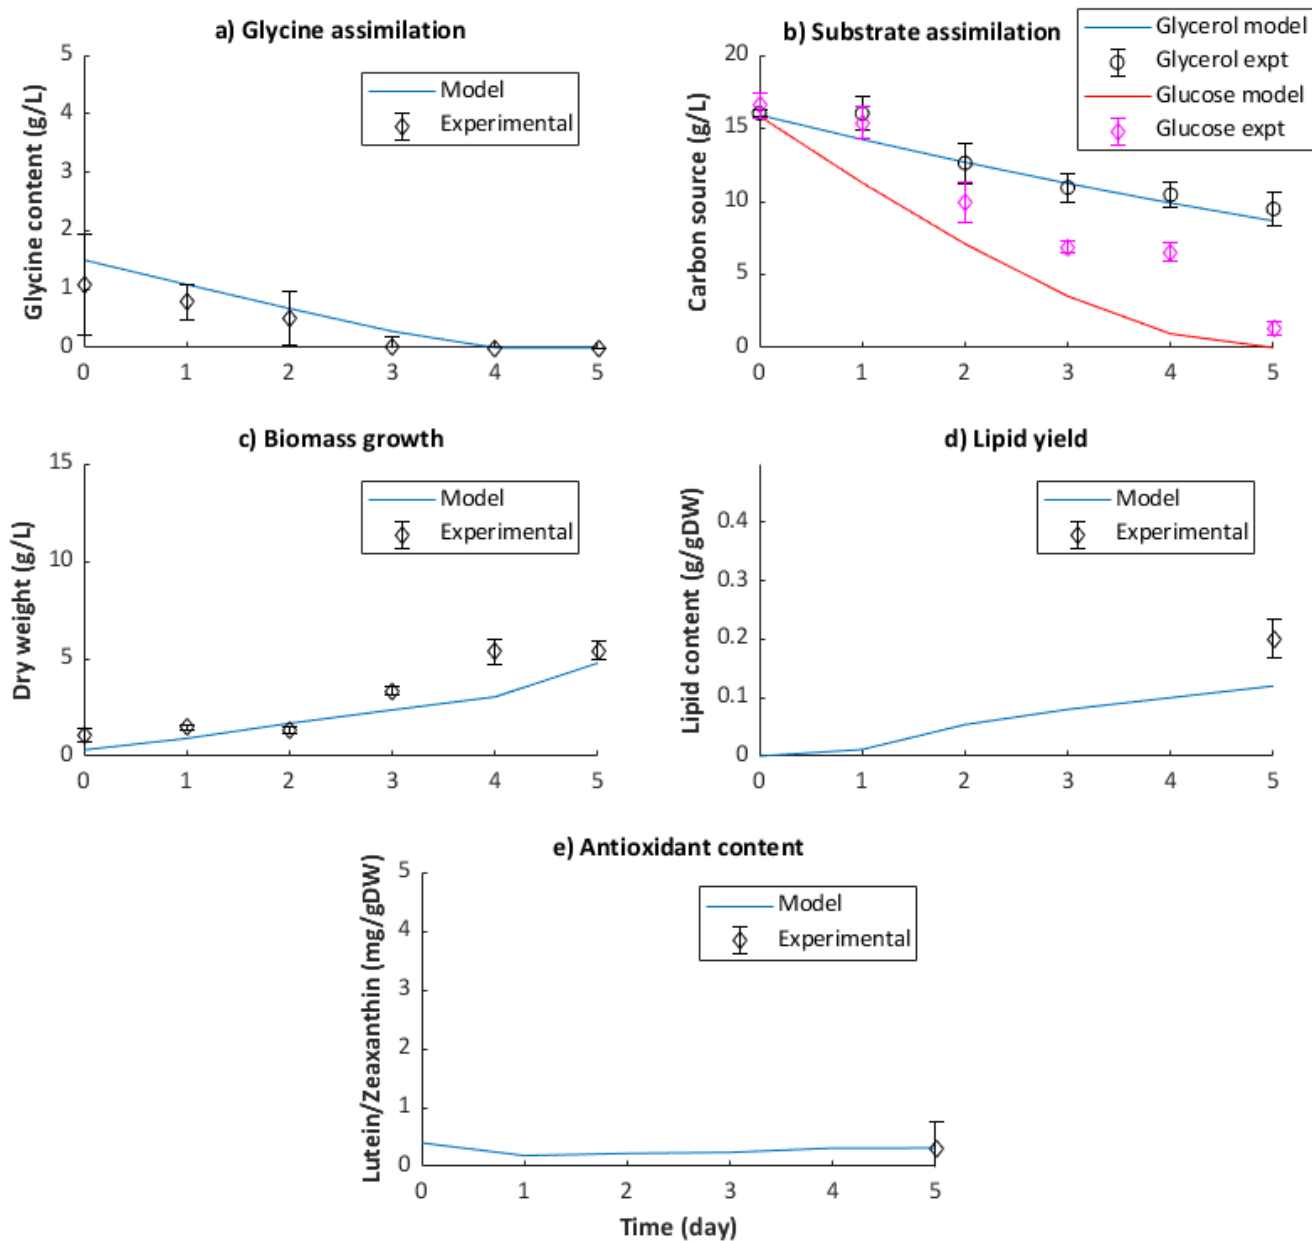 a) Glycine assimilation
Glycine content (g/L)
5
4
3
2
1
0
0 1 2 3 4 5
Model
Experimental
b) Substrate assimilation
Carbon source (g/L)
20
15
10
5
0
0 1 2 3 4 5
Glycerol model
Glycerol expt
Glucose model
Glucose expt
c) Biomass growth
Dry weight (g/L)
15
10
5
0
0 1 2 3 4 5
Model
Experimental
d) Lipid yield
Lipid content (g/gDW)
0.4
0.3
0.2
0.1
0
0 1 2 3 4 5
Model
Experimental
e) Antioxidant content
Lutein/Zeaxanthin (mg/gDW)
5
4
3
2
1
0
0 1 2 3 4 5
Model
Experimental
Time (day)